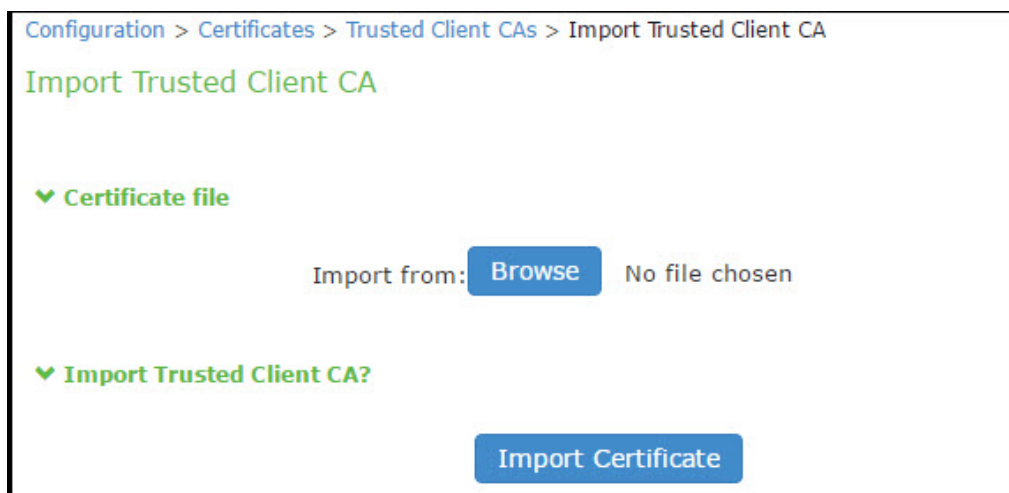 Configuration > Certificates > Trusted Client CAs > Import Trusted Client CA
Import Trusted Client CA
Certificate file
Import from: Browse No file chosen
Import Trusted Client CA?
Import Certificate